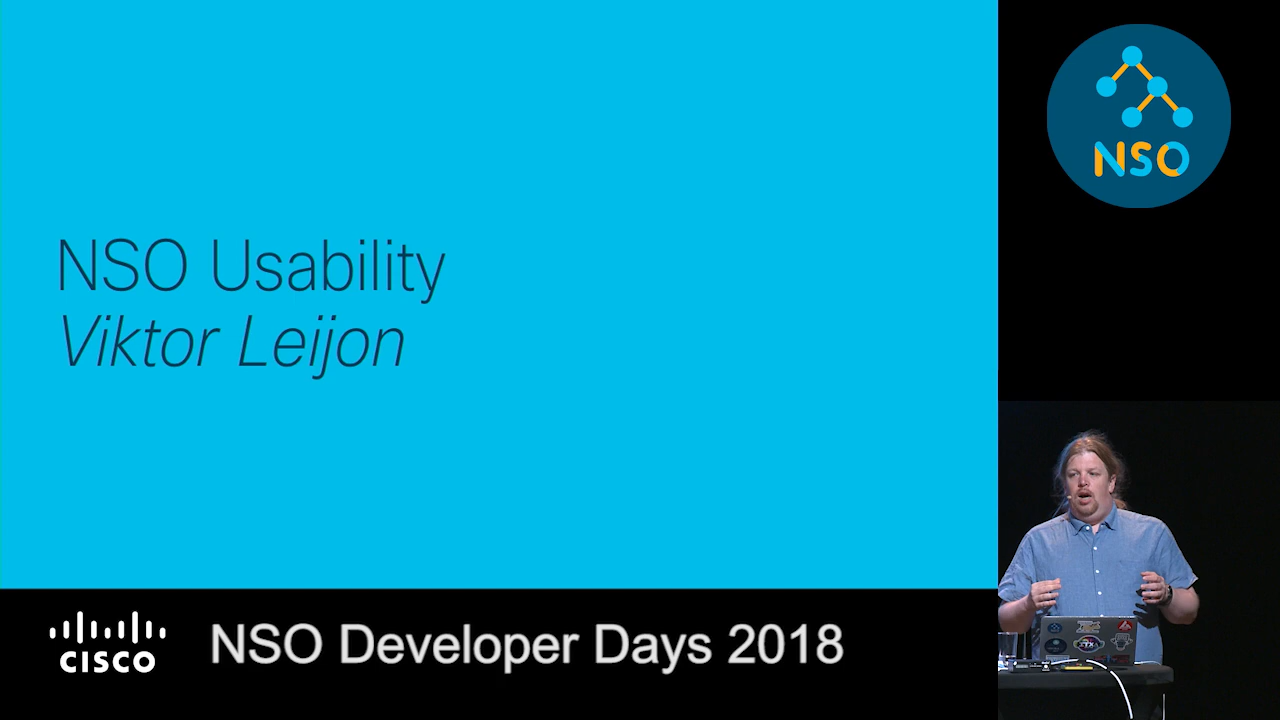 NSO Usability
Viktor Leijon
NSO
CISCO
NSO Developer Days 2018